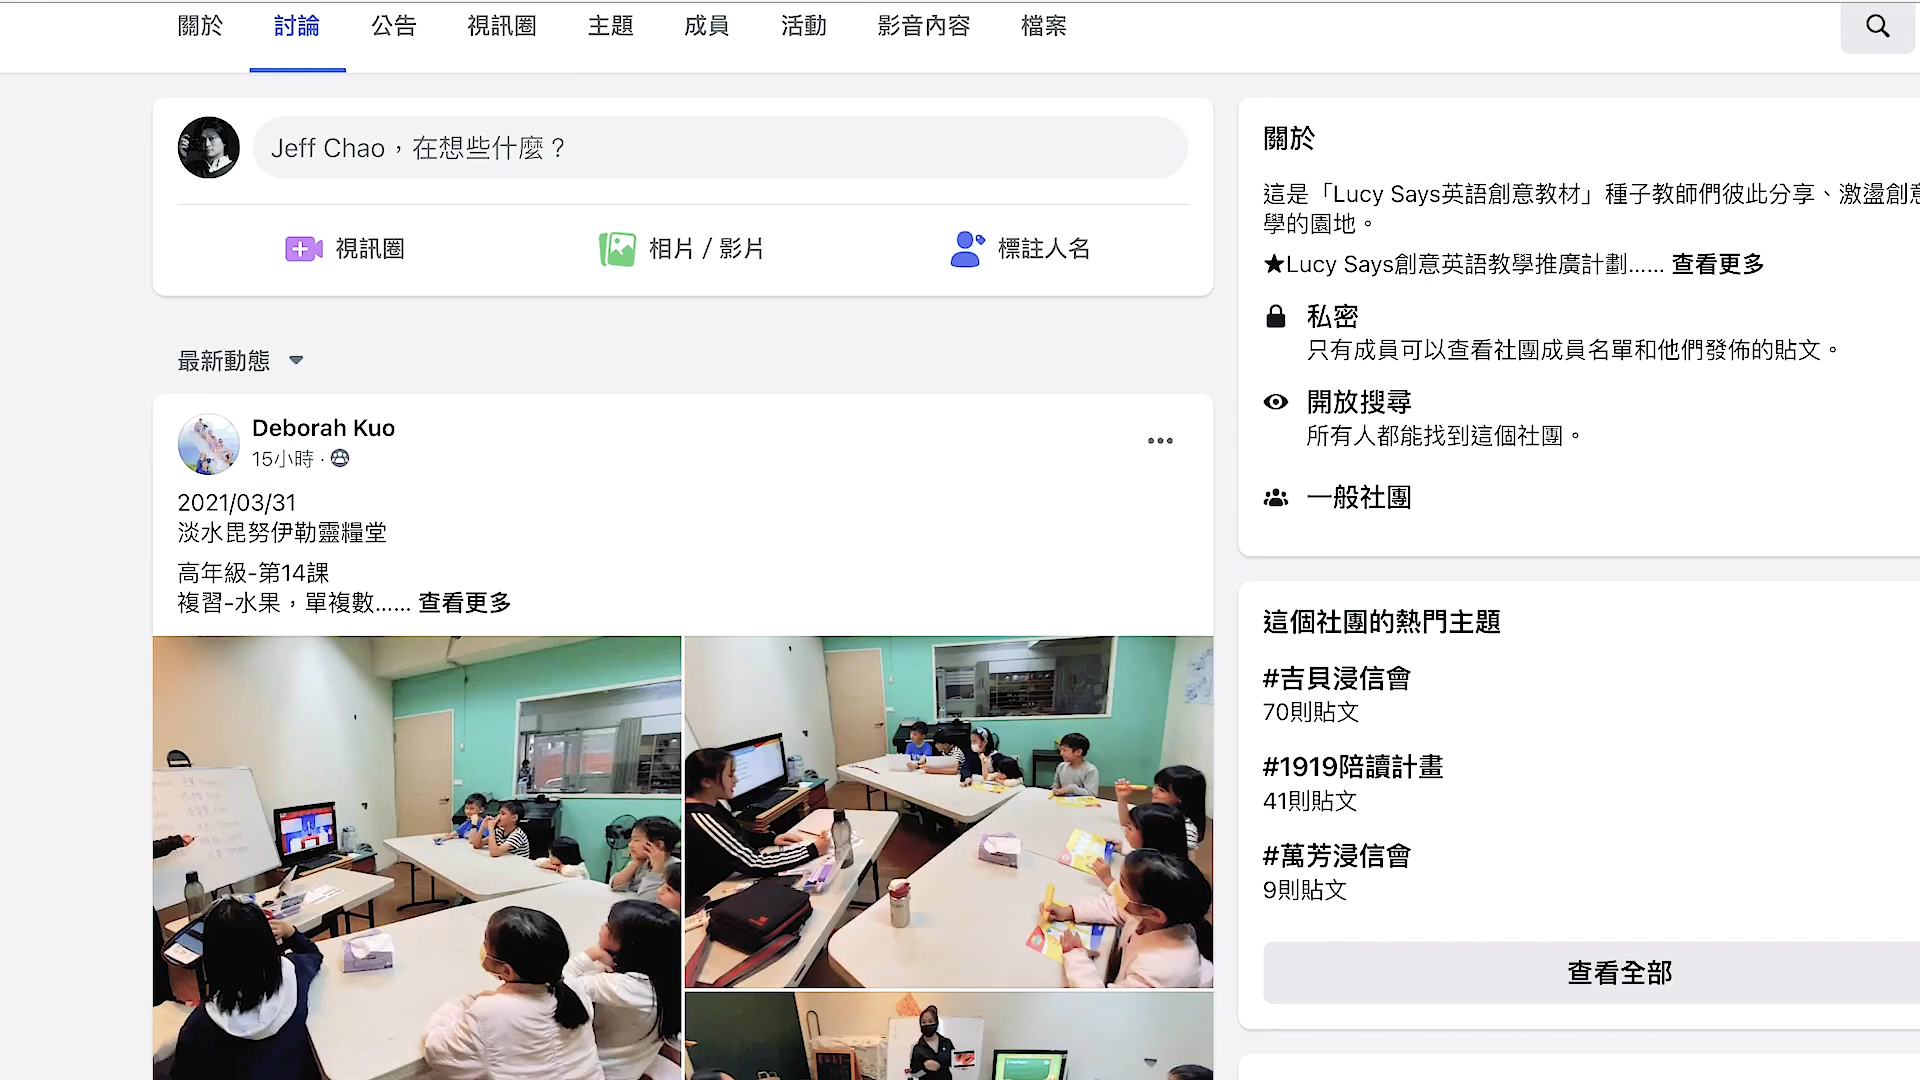 關於
討論
公告
視訊圈
主題
成員
活動
影音內容
檔案
Jeff Chao，在想些什麼？
視訊圈
相片 / 影片
標註人名
最新動態
Deborah Kuo
15小時 ·
2021/03/31
淡水毘努伊勒靈糧堂
高年級-第14課
複習-水果，單複數...... 查看更多
關於
這是「Lucy Says英語創意教材」種子教師們彼此分享、激盪創意
學的園地。
★Lucy Says創意英語教學推廣計劃...... 查看更多
私密
只有成員可以查看社團成員名單和他們發佈的貼文。
開放搜尋
所有人都能找到這個社團。
一般社團
這個社團的熱門主題
#吉貝浸信會
70則貼文
#1919陪讀計畫
41則貼文
#萬芳浸信會
9則貼文
查看全部